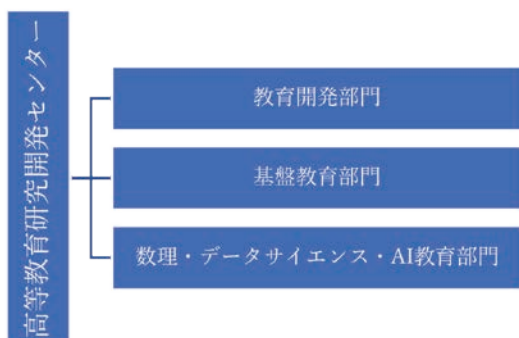 高等教育研究開発センター
教育開発部門
基盤教育部門
数理・データサイエンス・AI教育部門